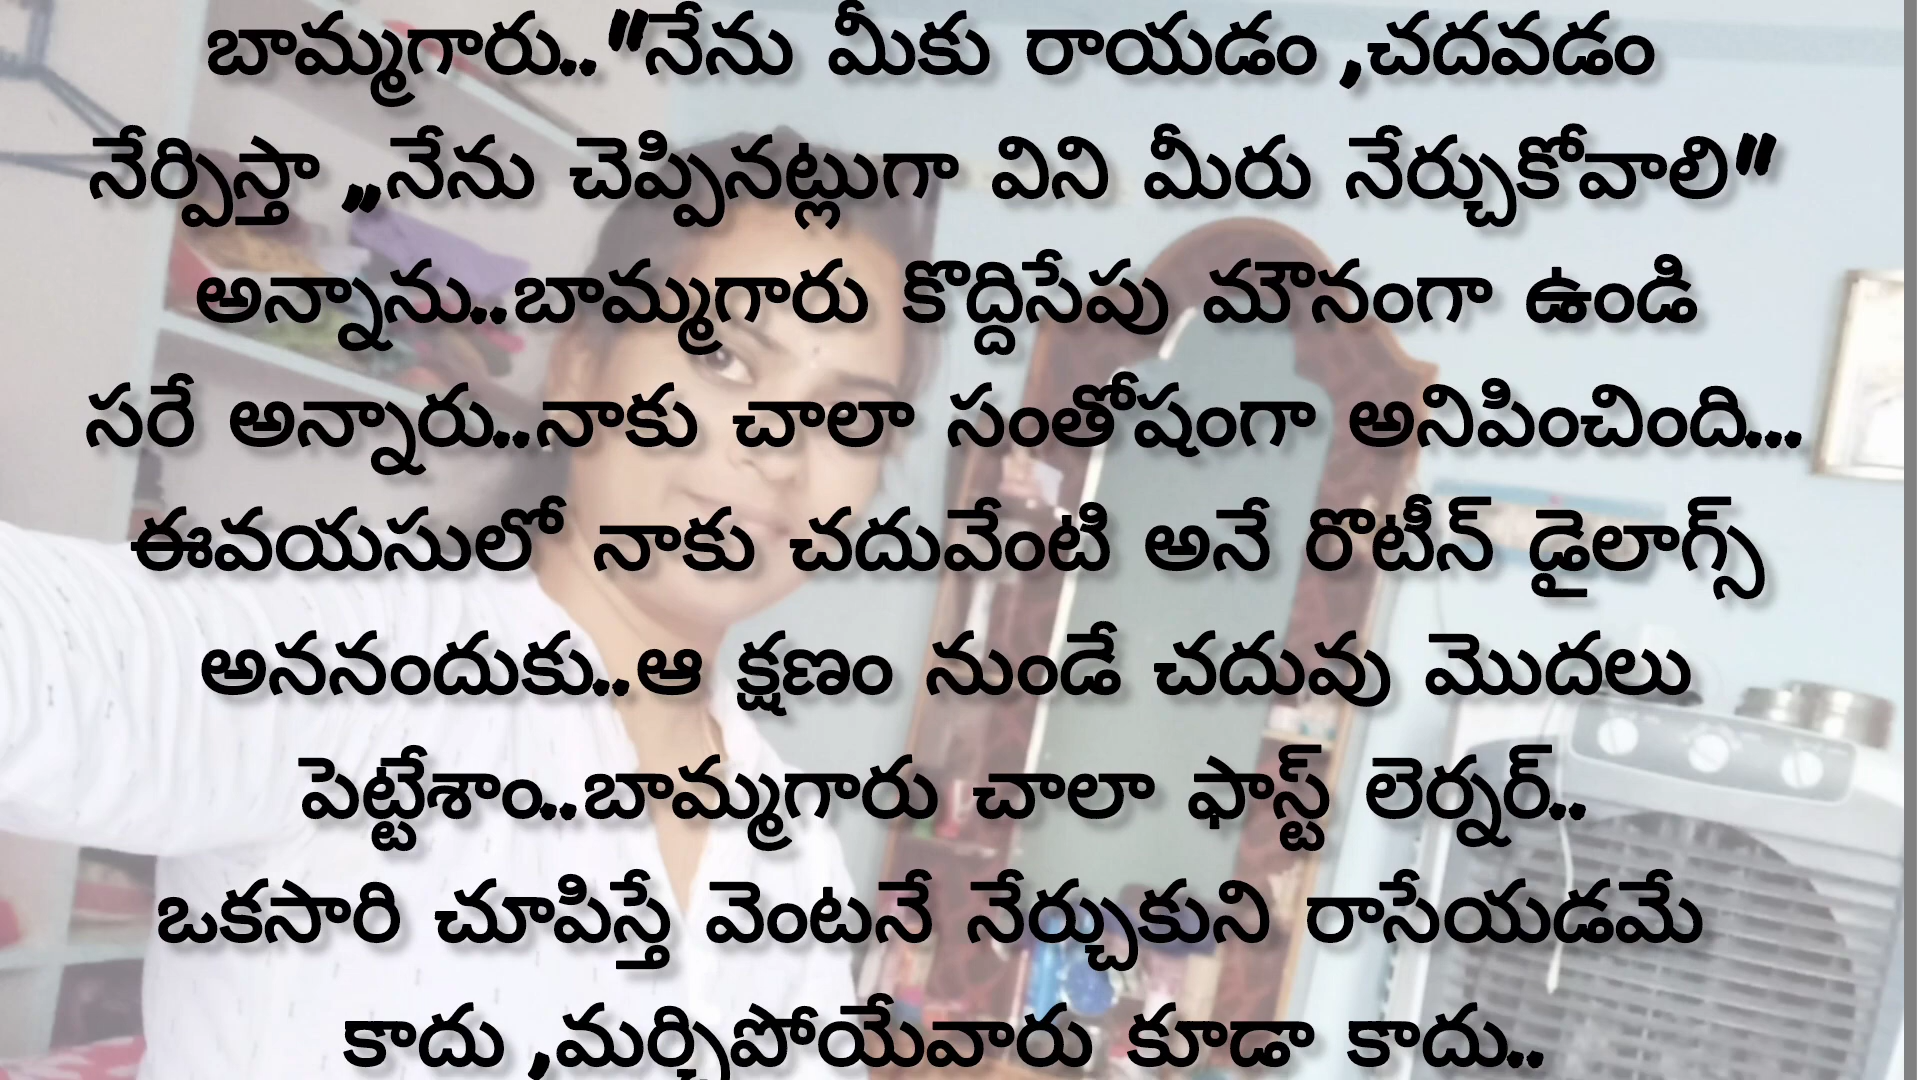 బామ్మగారు.."నేను మీకు రాయడం ,చదవడం
నేర్పిస్తా ,,నేను చెప్పినట్లుగా విని మీరు నేర్చుకోవాలి"
అన్నాను..బామ్మగారు కొద్దిసేపు మౌనంగా ఉండి
సరే అన్నారు..నాకు చాలా సంతోషంగా అనిపించింది...
ఈవయసులో నాకు చదువేంటి అనే రొటీన్ డైలాగ్స్
అననందుకు..ఆ క్షణం నుండే చదువు మొదలు
పెట్టేశాం..బామ్మగారు చాలా ఫాస్ట్ లెర్నర్..
ఒకసారి చూపిస్తే వెంటనే నేర్చుకుని రాసేయడమే
కాదు ,మర్చిపోయేవారు కూడా కాదు..